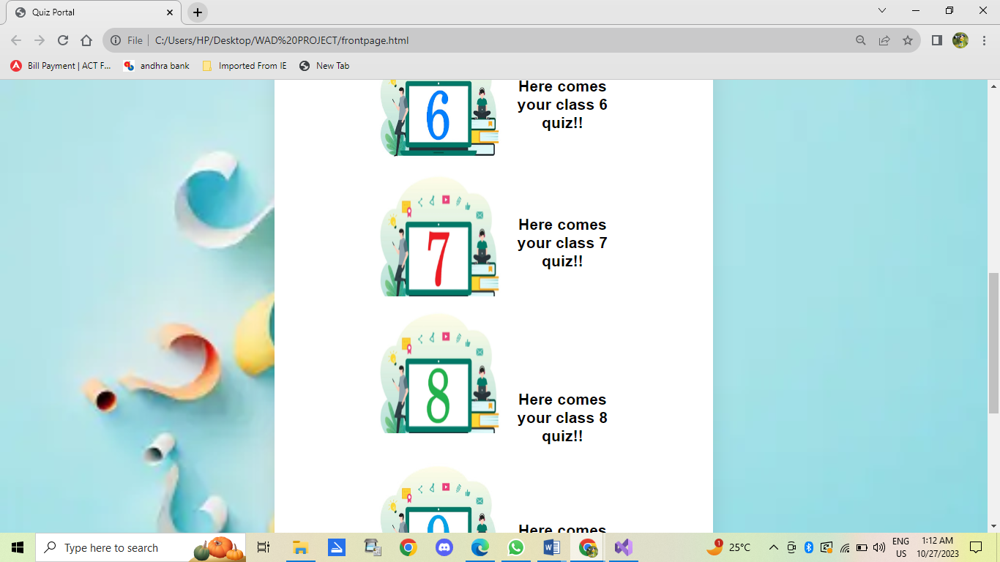 Quiz Portal
File
C:/Users/HP/Desktop/WAD%20PROJECT/frontpage.html
Bill Payment | ACT F...
andhra bank
Imported From IE
New Tab
6
Here comes
your class 6
quiz!!
7
Here comes
your class 7
quiz!!
8
Here comes
your class 8
quiz!!
Here comes
Type here to search
1
25°C
ENG
US
1:12 AM
10/27/2023